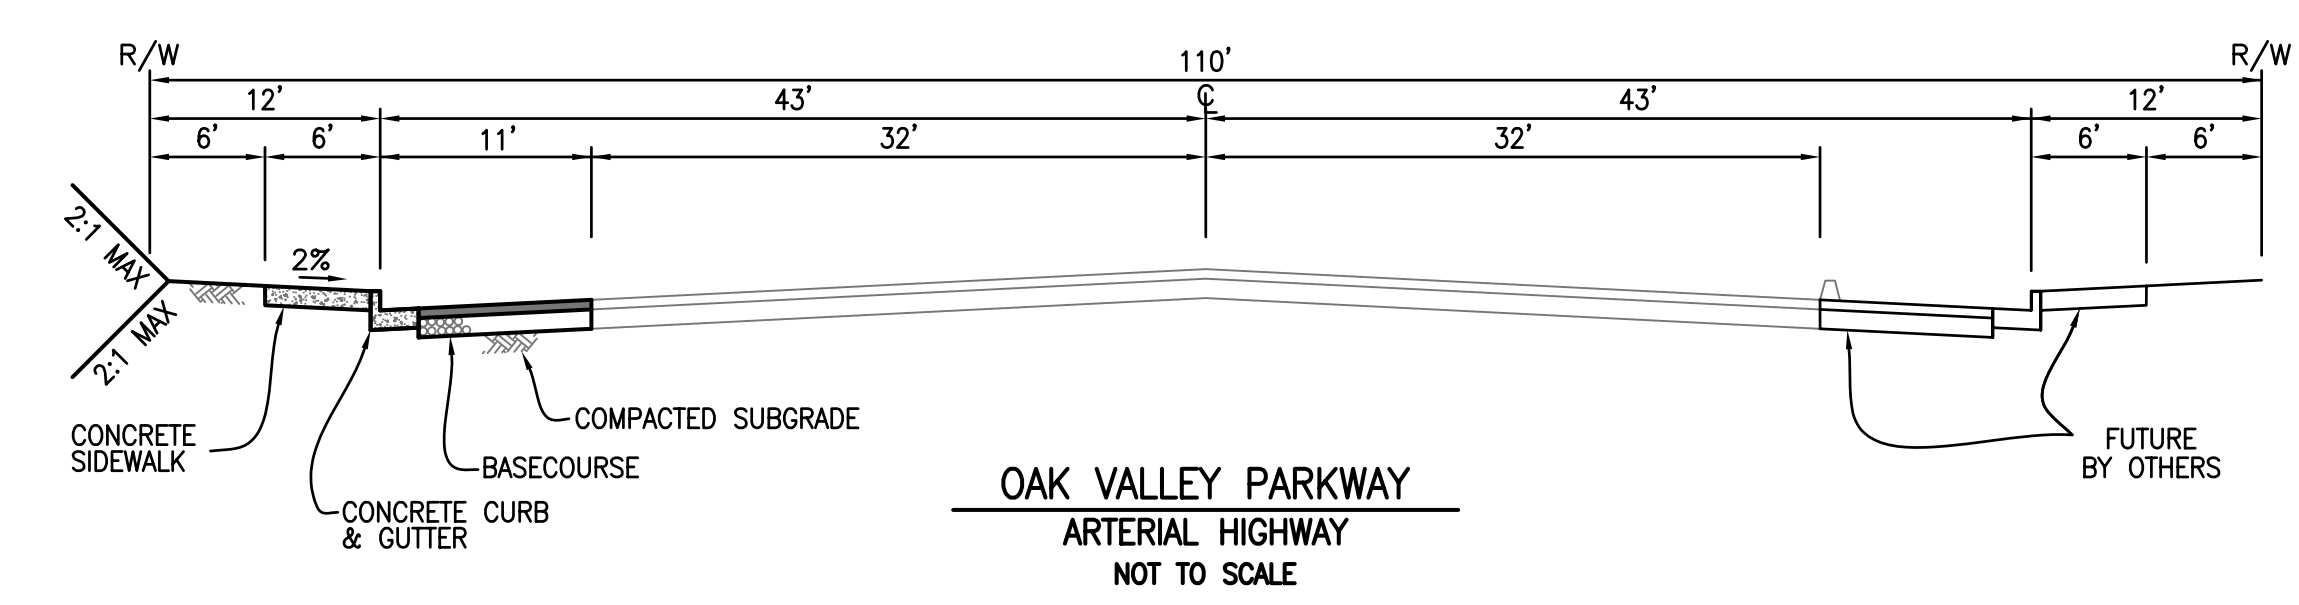 R/W 110' R/W
12' 43' ℄ 43' 12'
6' 6' 11' 32' 32' 6' 6'
2:1 MAX
2%
2:1 MAX
COMPACTED SUBGRADE
CONCRETE
SIDEWALK
BASECOURSE
CONCRETE CURB
& GUTTER
FUTURE
BY OTHERS
OAK VALLEY PARKWAY
ARTERIAL HIGHWAY
NOT TO SCALE